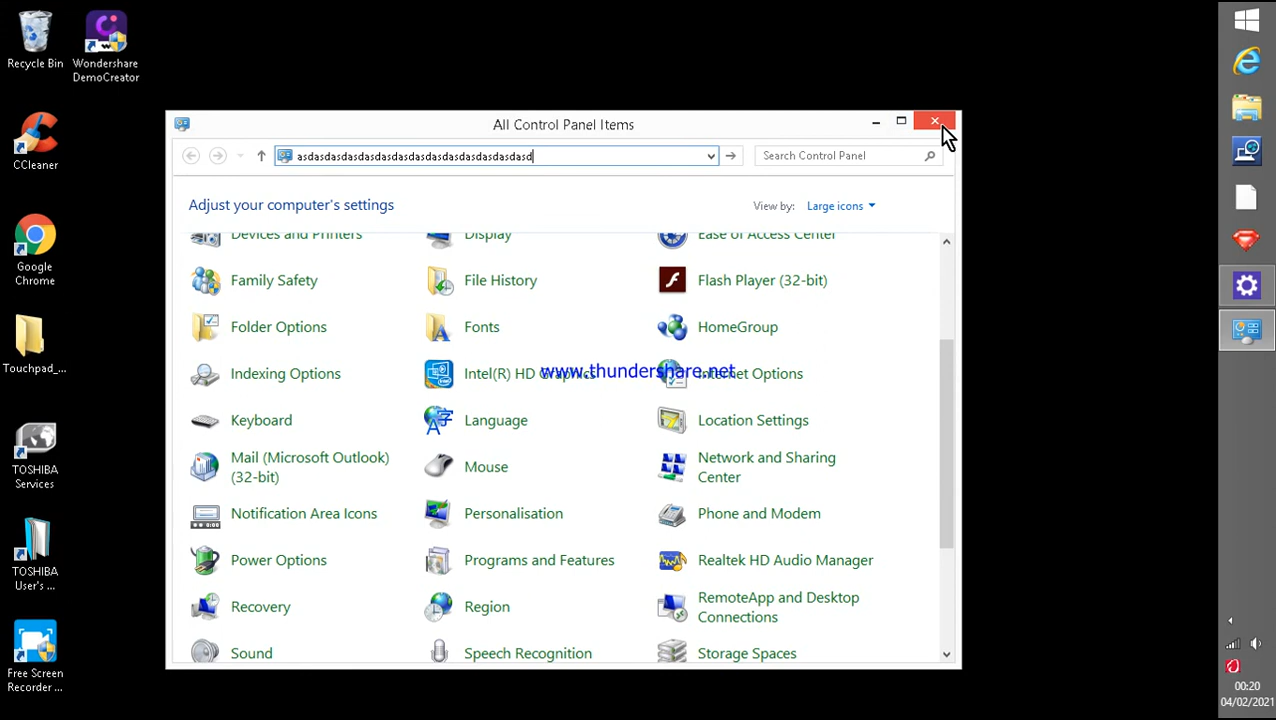 Recycle Bin
Wondershare
DemoCreator
CCleaner
Google
Chrome
Touchpad_...
TOSHIBA
Services
TOSHIBA
User's ...
Free Screen
Recorder ...
All Control Panel Items
asdasdasdasdasdasdasdasdasdasdasdasdasdasdasd
Search Control Panel
Adjust your computer's settings
View by: Large icons
Devices and Printers
Display
Ease of Access Center
Family Safety
File History
Flash Player (32-bit)
Folder Options
Fonts
HomeGroup
Indexing Options
Intel(R) HD Graphics
www.thundershare.net
Internet Options
Keyboard
Language
Location Settings
Mail (Microsoft Outlook)
(32-bit)
Mouse
Network and Sharing
Center
Notification Area Icons
Personalisation
Phone and Modem
Power Options
Programs and Features
Realtek HD Audio Manager
Recovery
Region
RemoteApp and Desktop
Connections
Sound
Speech Recognition
Storage Spaces
00:20
04/02/2021